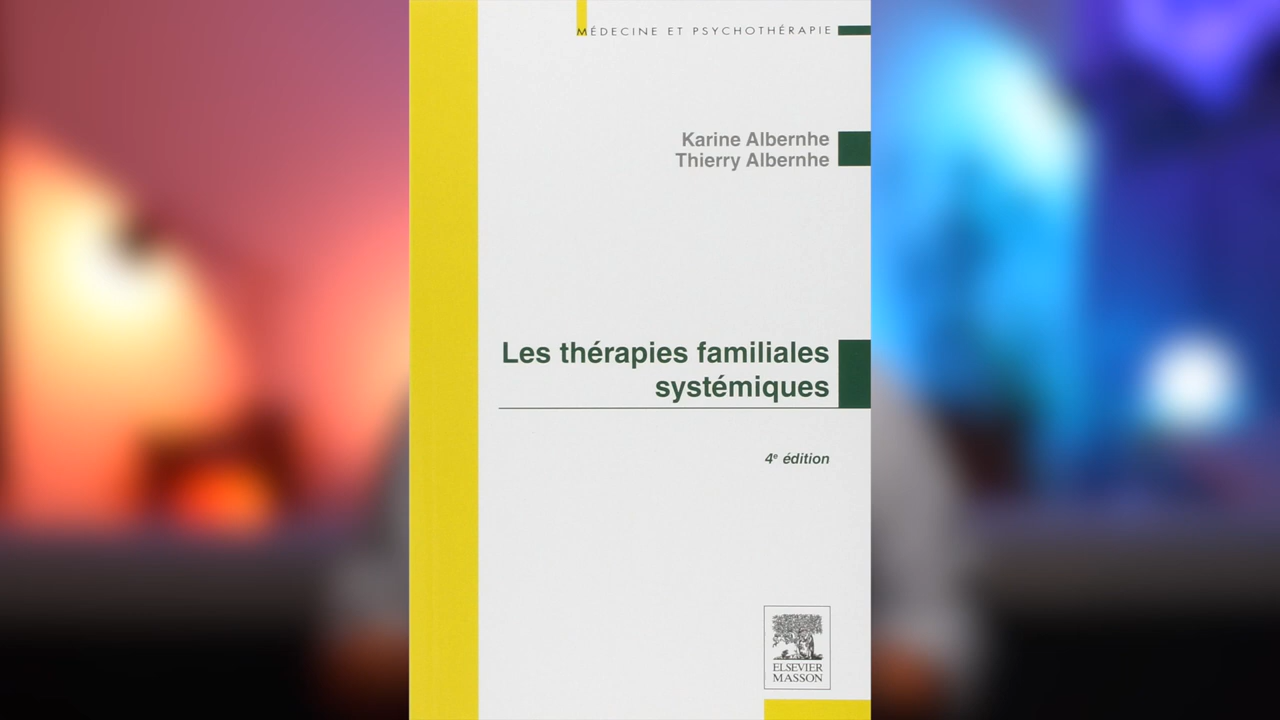 MÉDECINE ET PSYCHOTHÉRAPIE
Karine Albernhe
Thierry Albernhe
Les thérapies familiales
systémiques
4e édition
ELSEVIER
MASSON